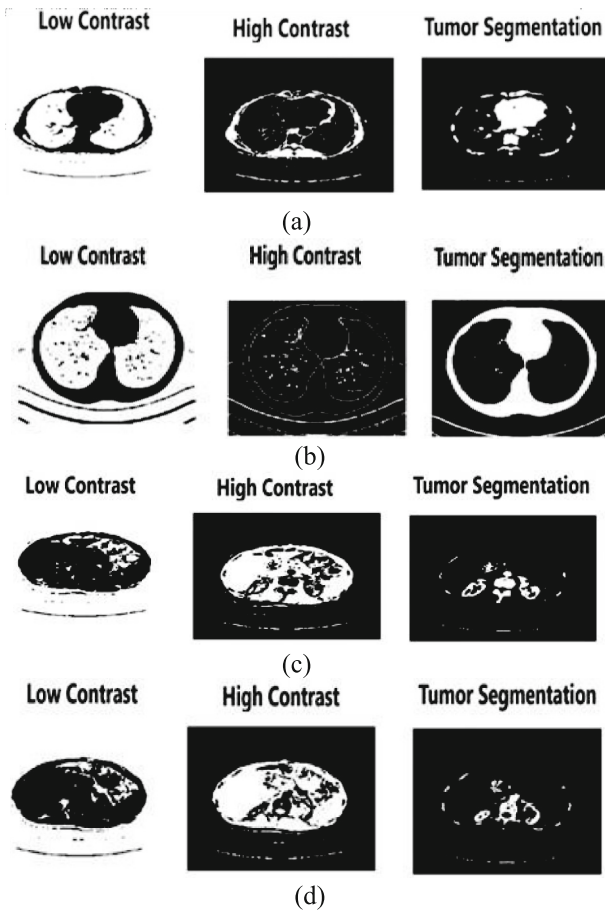 Low Contrast High Contrast Tumor Segmentation
(a)
Low Contrast High Contrast Tumor Segmentation
(b)
Low Contrast High Contrast Tumor Segmentation
(c)
Low Contrast High Contrast Tumor Segmentation
(d)